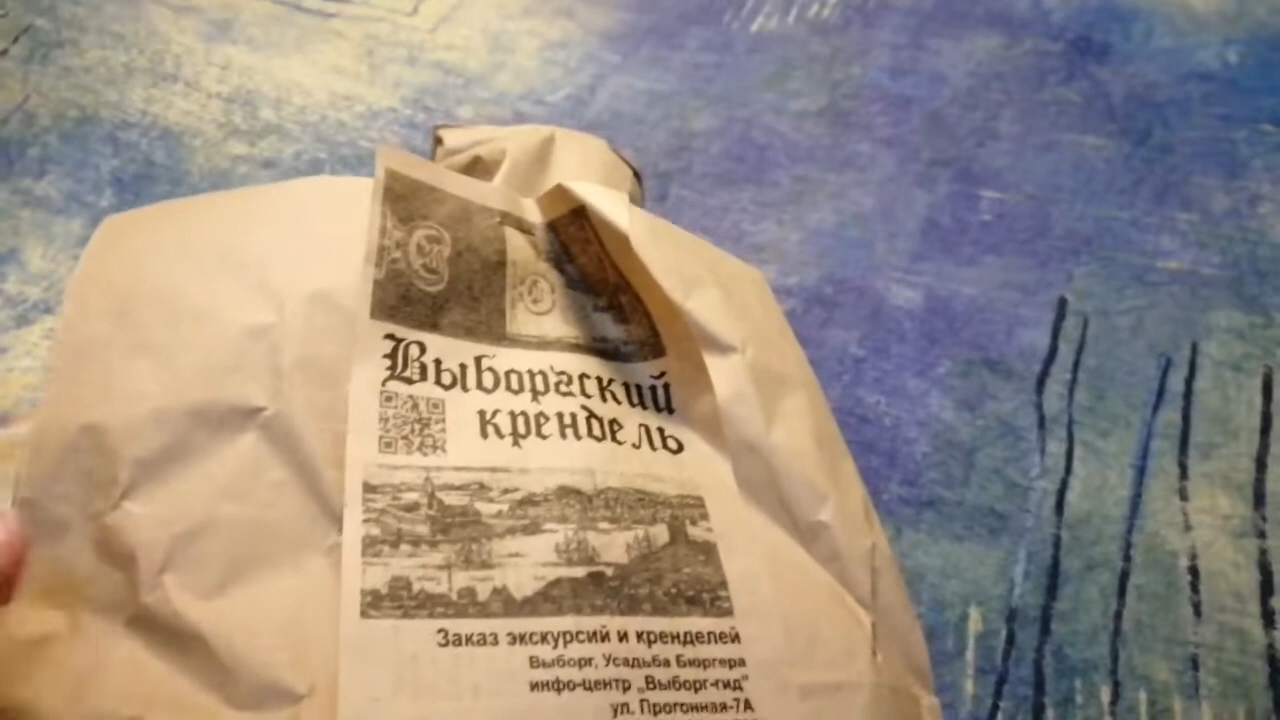 Выборгский
крендель
Заказ экскурсий и кренделей
Выборг, Усадьба Бюргера
инфо-центр „Выборг-гид"
ул. Прогонная-7А